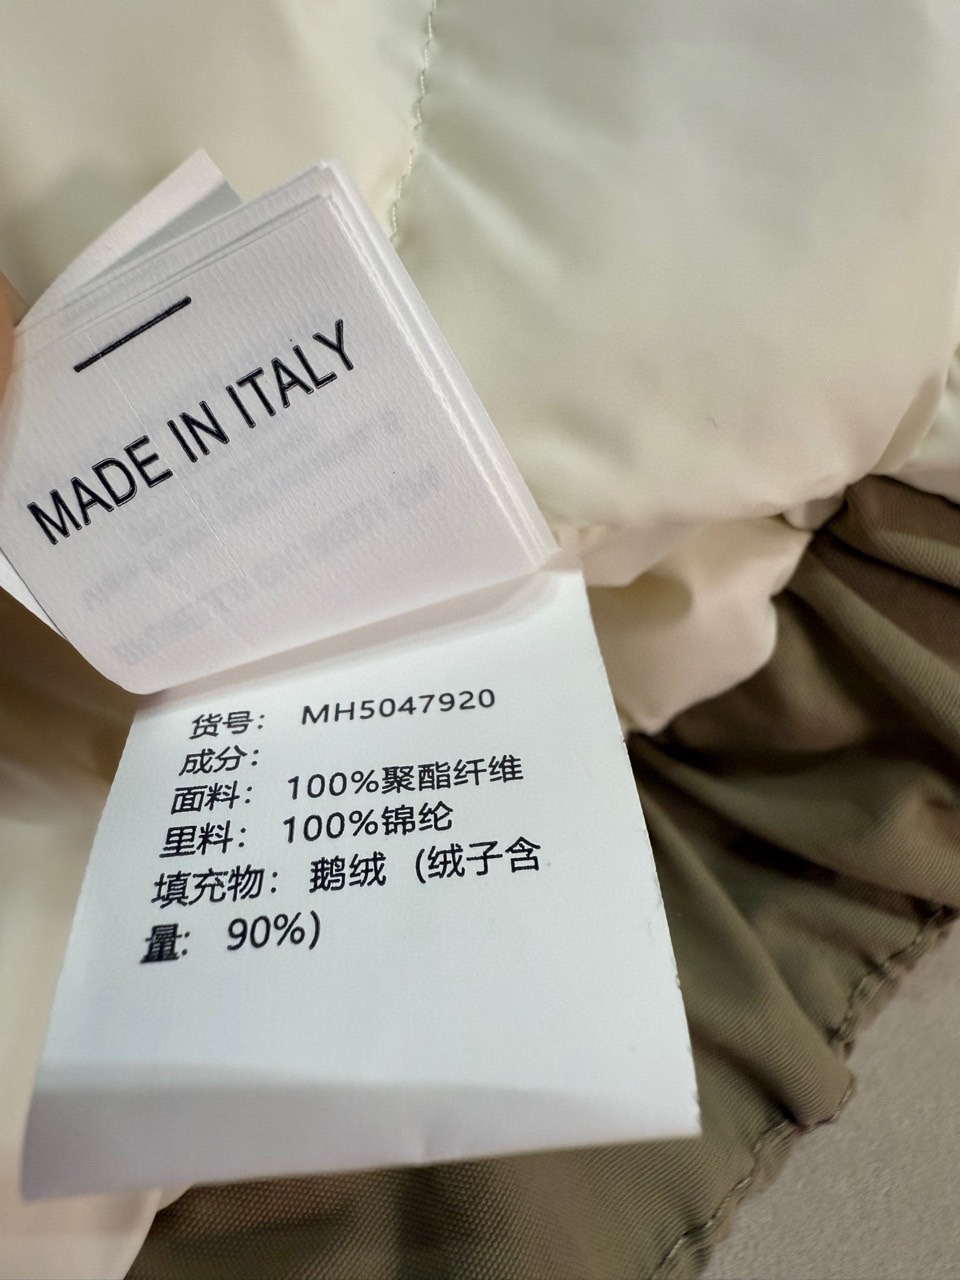 MADE IN ITALY
货号： MH5047920
成分：
面料： 100%聚酯纤维
里料： 100%锦纶
填充物： 鹅绒（绒子含
量： 90%）